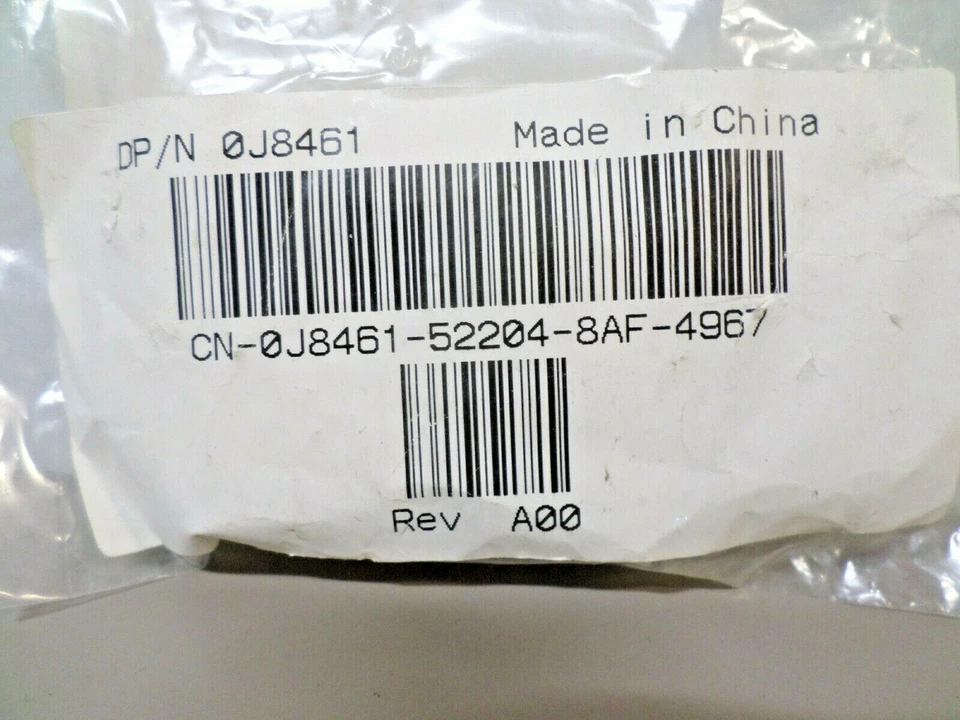 DP/N 0J8461 Made in China
CN-0J8461-52204-8AF-4967
Rev A00